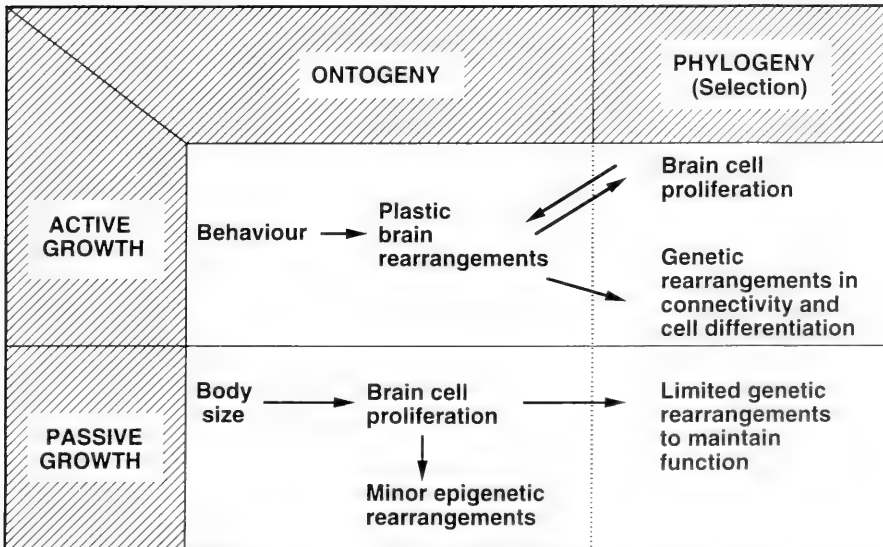 ONTOGENY
PHYLOGENY
(Selection)
ACTIVE
GROWTH
Behaviour
Plastic
brain
rearrangements
Brain cell
proliferation
Genetic
rearrangements in
connectivity and
cell differentiation
PASSIVE
GROWTH
Body
size
Brain cell
proliferation
Minor epigenetic
rearrangements
Limited genetic
rearrangements
to maintain
function